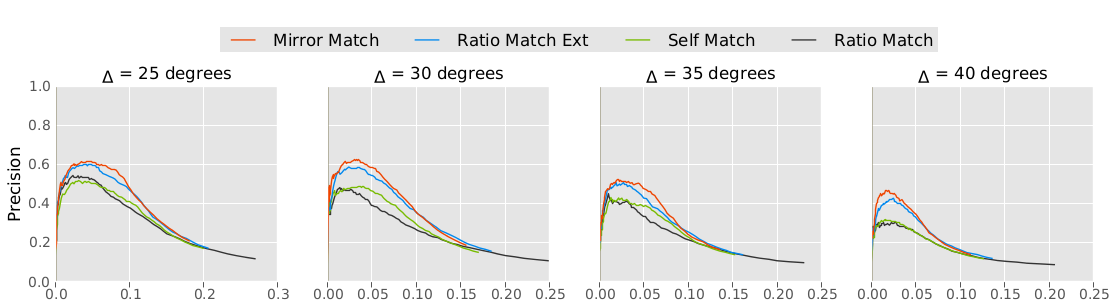 Mirror Match Ratio Match Ext Self Match Ratio Match
Δ = 25 degrees Δ = 30 degrees Δ = 35 degrees Δ = 40 degrees
1.0
0.8
0.6
0.4
0.2
0.0
Precision
0.0 0.1 0.2 0.3 0.00 0.05 0.10 0.15 0.20 0.25 0.00 0.05 0.10 0.15 0.20 0.25 0.00 0.05 0.10 0.15 0.20 0.25